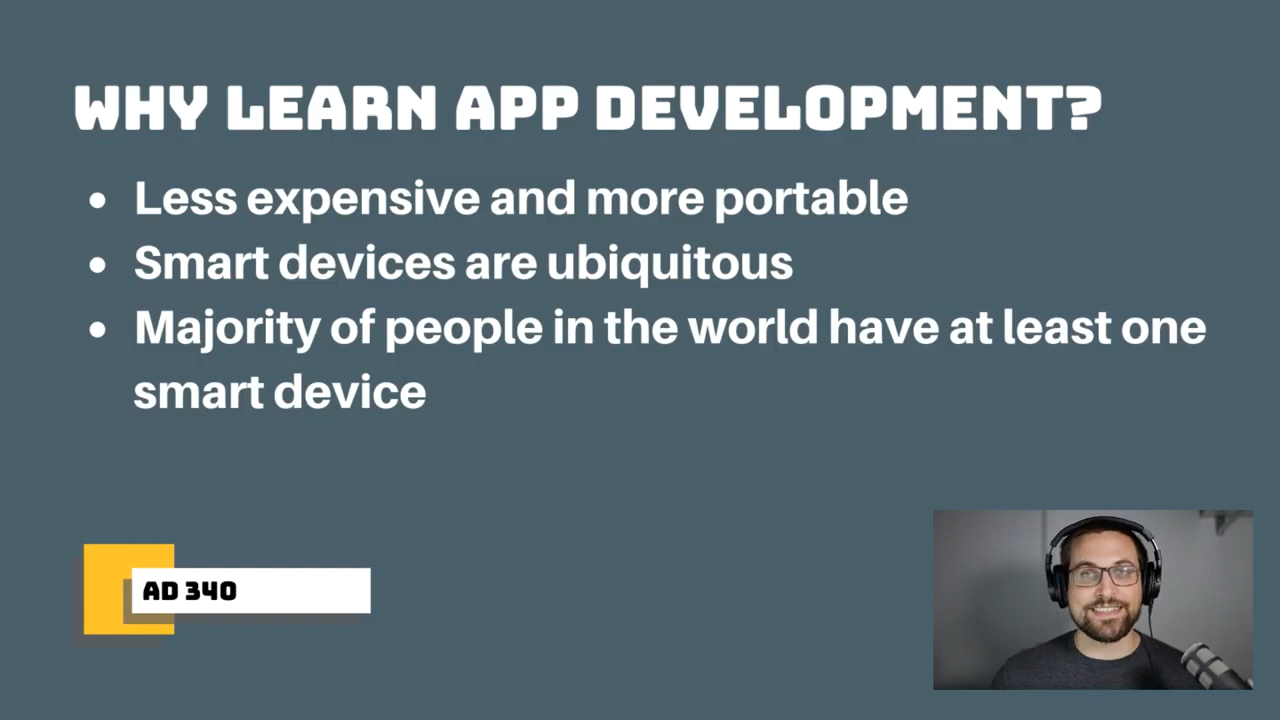 WHY LEARN APP DEVELOPMENT?
• Less expensive and more portable
• Smart devices are ubiquitous
• Majority of people in the world have at least one
smart device
AD 340